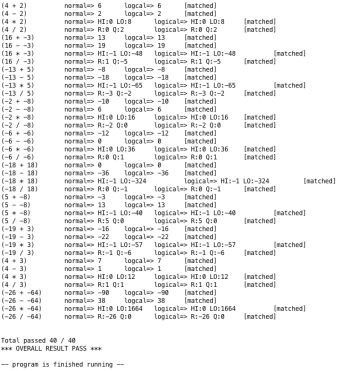 (4 + 2) normal=> 6 logcal=> 6 [matched]
(4 − 2) normal=> 2 logcal=> 2 [matched]
(4 * 2) normal=> HI:0 LO:8 logical=> HI:0 LO:8 [matched]
(4 / 2) normal=> R:0 Q:2 logcal=> R:0 Q:2 [matched]
(16 + −3) normal=> 13 logcal=> 13 [matched]
(16 − −3) normal=> 19 logcal=> 19 [matched]
(16 * −3) normal=> HI:−1 LO:−48 logical=> HI:−1 LO:−48 [matched]
(16 / −3) normal=> R:1 Q:−5 logcal=> R:1 Q:−5 [matched]
(−13 + 5) normal=> −8 logcal=> −8 [matched]
(−13 − 5) normal=> −18 logcal=> −18 [matched]
(−13 * 5) normal=> HI:−1 LO:−65 logical=> HI:−1 LO:−65 [matched]
(−13 / 5) normal=> R:−3 Q:−2 logcal=> R:−3 Q:−2 [matched]
(−2 + −8) normal=> −10 logcal=> −10 [matched]
(−2 − −8) normal=> 6 logcal=> 6 [matched]
(−2 * −8) normal=> HI:0 LO:16 logical=> HI:0 LO:16 [matched]
(−2 / −8) normal=> R:−2 Q:0 logcal=> R:−2 Q:0 [matched]
(−6 + −6) normal=> −12 logcal=> −12 [matched]
(−6 − −6) normal=> 0 logcal=> 0 [matched]
(−6 * −6) normal=> HI:0 LO:36 logical=> HI:0 LO:36 [matched]
(−6 / −6) normal=> R:0 Q:1 logcal=> R:0 Q:1 [matched]
(−18 + 18) normal=> 0 logcal=> 0 [matched]
(−18 − 18) normal=> −36 logcal=> −36 [matched]
(−18 * 18) normal=> HI:−1 LO:−324 logical=> HI:−1 LO:−324 [matched]
(−18 / 18) normal=> R:0 Q:−1 logcal=> R:0 Q:−1 [matched]
(5 + −8) normal=> −3 logcal=> −3 [matched]
(5 − −8) normal=> 13 logcal=> 13 [matched]
(5 * −8) normal=> HI:−1 LO:−40 logical=> HI:−1 LO:−40 [matched]
(5 / −8) normal=> R:5 Q:0 logcal=> R:5 Q:0 [matched]
(−19 + 3) normal=> −16 logcal=> −16 [matched]
(−19 − 3) normal=> −22 logcal=> −22 [matched]
(−19 * 3) normal=> HI:−1 LO:−57 logical=> HI:−1 LO:−57 [matched]
(−19 / 3) normal=> R:−1 Q:−6 logcal=> R:−1 Q:−6 [matched]
(4 + 3) normal=> 7 logcal=> 7 [matched]
(4 − 3) normal=> 1 logcal=> 1 [matched]
(4 * 3) normal=> HI:0 LO:12 logical=> HI:0 LO:12 [matched]
(4 / 3) normal=> R:1 Q:1 logcal=> R:1 Q:1 [matched]
(−26 + −64) normal=> −90 logcal=> −90 [matched]
(−26 − −64) normal=> 38 logcal=> 38 [matched]
(−26 * −64) normal=> HI:0 LO:1664 logical=> HI:0 LO:1664 [matched]
(−26 / −64) normal=> R:−26 Q:0 logcal=> R:−26 Q:0 [matched]
Total passed 40 / 40
*** OVERALL RESULT PASS ***
−− program is finished running −−